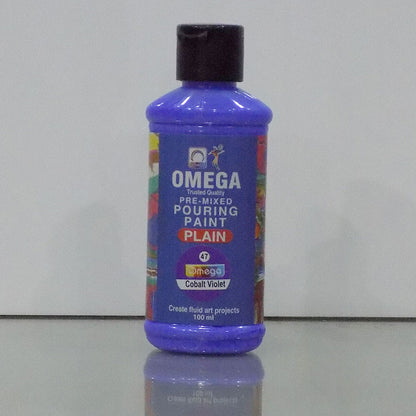 OMEGA
Trusted Quality
PRE-MIXED
POURING
PAINT
PLAIN
47
Omega
Cobalt Violet
Create fluid art projects
100 ml